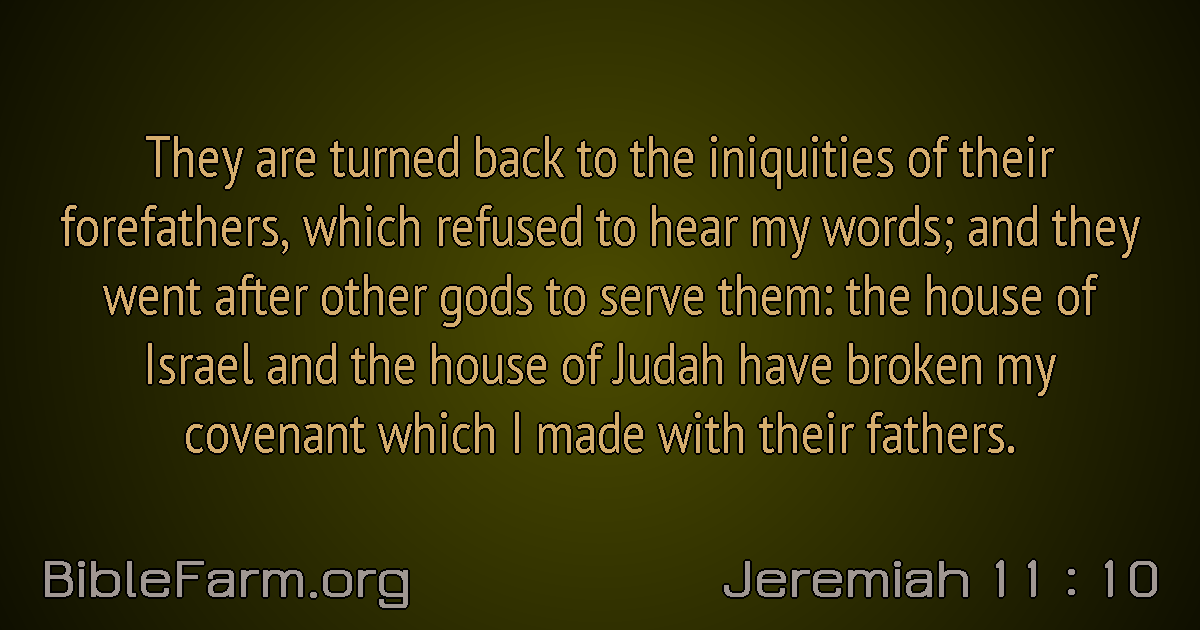 They are turned back to the iniquities of their
forefathers, which refused to hear my words; and they
went after other gods to serve them: the house of
Israel and the house of Judah have broken my
covenant which I made with their fathers.
BibleFarm.org
Jeremiah 11 : 10